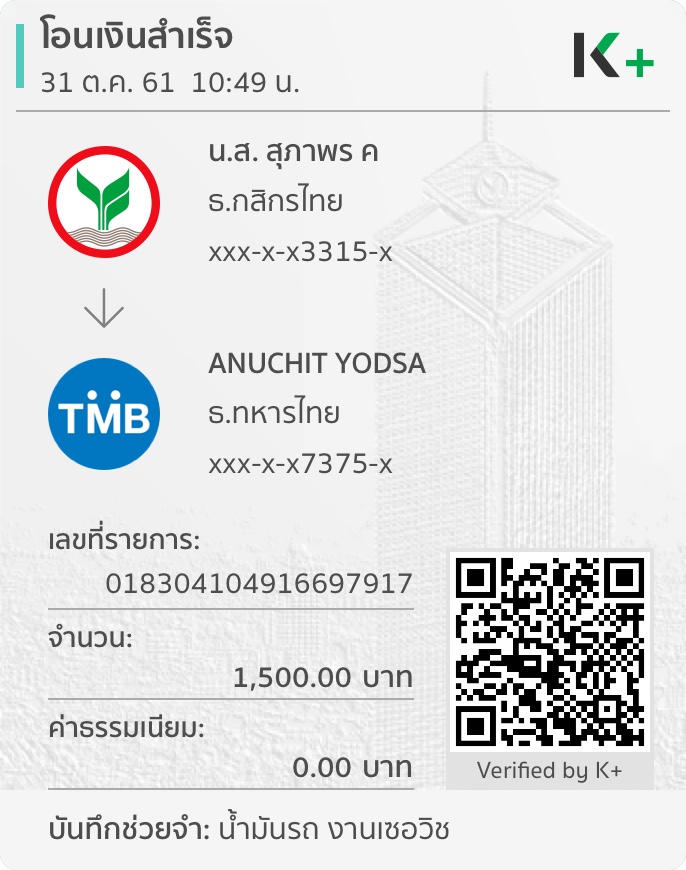 โอนเงินสำเร็จ
31 ต.ค. 61 10:49 น.
K+
น.ส. สุภาพร ค
ธ.กสิกรไทย
xxx-x-x3315-x
ANUCHIT YODSA
TMB
ธ.ทหารไทย
xxx-x-x7375-x
เลขที่รายการ:
018304104916697917
จำนวน:
1,500.00 บาท
ค่าธรรมเนียม:
0.00 บาท
Verified by K+
บันทึกช่วยจำ: น้ำมันรถ งานเซอวิช